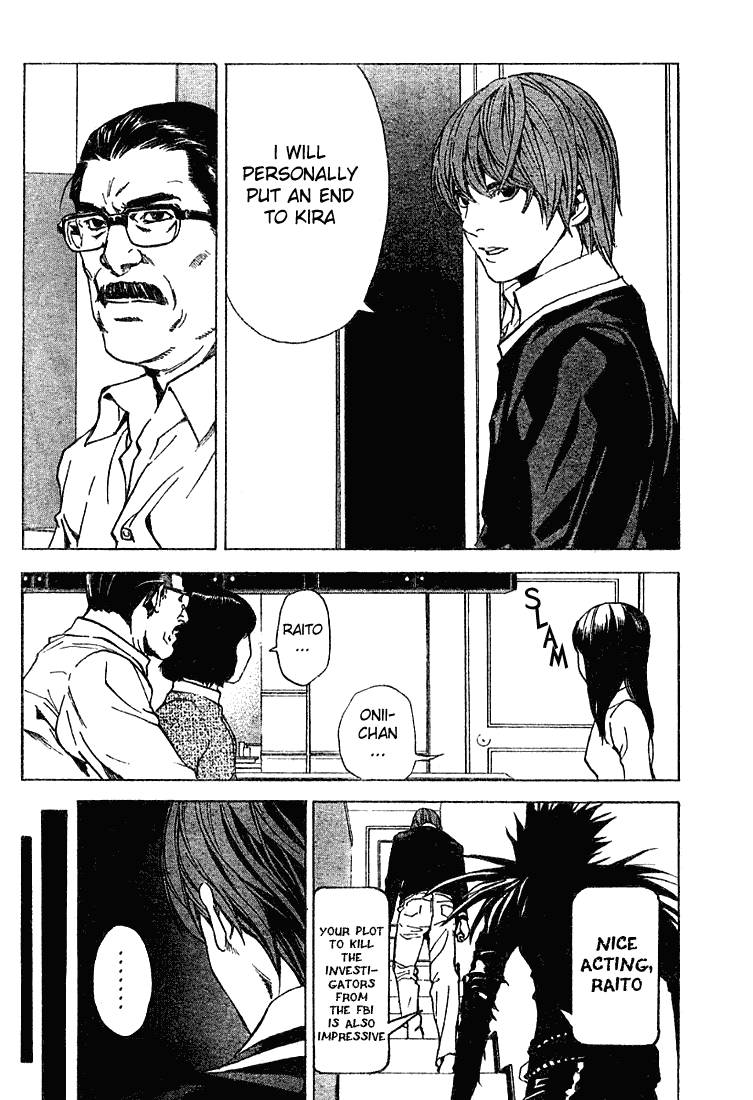 I WILL
PERSONALLY
PUT AN END
TO KIRA
SLAM
RAITO
...
ONII-
CHAN
...
NICE
ACTING,
RAITO
YOUR PLOT
TO KILL
THE
INVESTI-
GATORS
FROM
THE FBI
IS ALSO
IMPRESSIVE
......